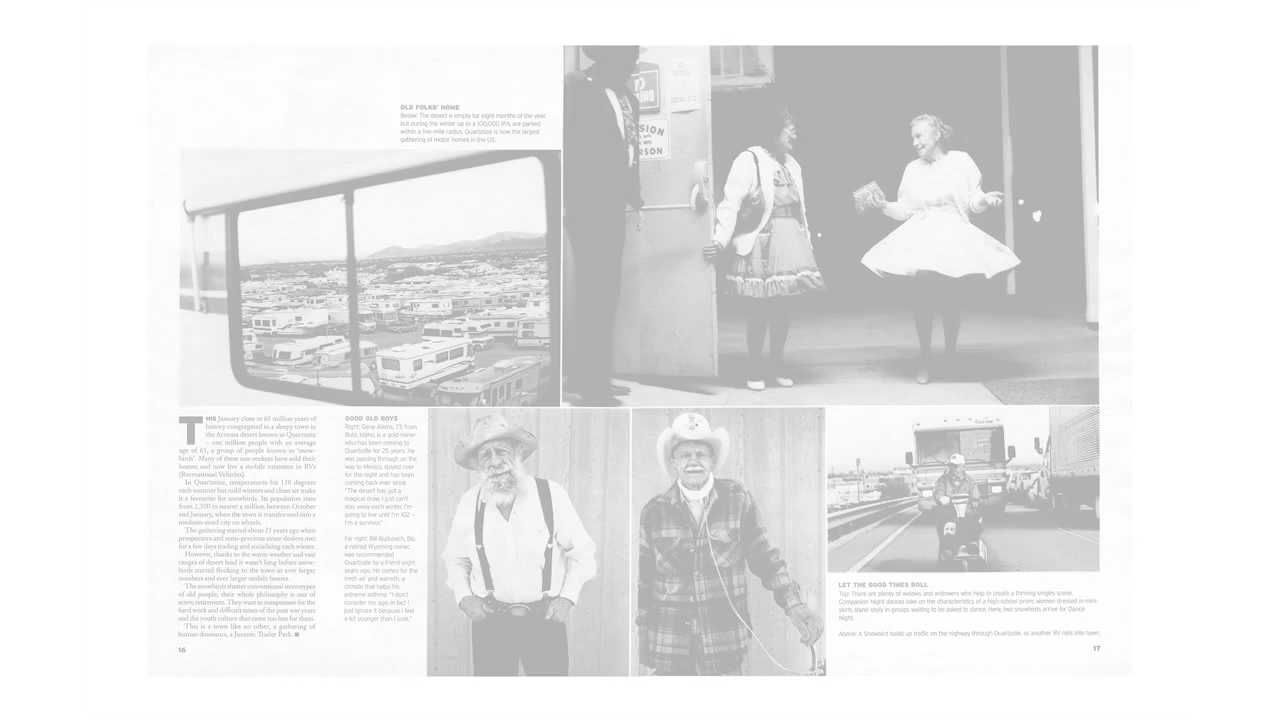 OLD FOLKS' HOME
Below: The desert is empty for eight months of the year,
but during the winter up to a 100,000 RVs are parked
within a five-mile radius. Quartzsize is now the largest
gathering of motor homes in the US.
SION
RSON
THIS January close to 65 million years of
history congregated in a sleepy town in
the Arizona desert known as Quartzsite
– one million people with an average
age of 65, a group of people known as 'snow-
birds'. Many of these sun-seekers have sold their
homes and now live a mobile existence in RVs
(Recreational Vehicles).
In Quartzsize, temperatures hit 120 degrees
each summer but mild winters and clean air make
it a favourite for snowbirds. Its population rises
from 2,300 to nearer a million between October
and January, when the town is transformed into a
medium-sized city on wheels.
The gathering started about 25 years ago when
prospectors and semi-precious stone dealers met
for a few days trading and socialising each winter.
However, thanks to the warm weather and vast
ranges of desert land it wasn't long before snow-
birds started flocking to the town in ever larger
numbers and ever larger mobile homes.
The snowbirds shatter conventional stereotypes
of old people; their whole philosophy is one of
active retirement. They want to compensate for the
hard work and difficult times of the post war years
and the youth culture that came too late for them.
This is a town like no other, a gathering of
human dinosaurs, a Jurassic Trailer Park. ■
16
GOOD OLD BOYS
Right: Gene Atkins, 73, from
Buhl, Idaho, is a gold miner
who has been coming to
Quartzsite for 25 years. He
was passing through on the
way to Mexico, stayed over
for the night and has been
coming back ever since.
"The desert has got a
magical draw, I just can't
stay away each winter. I'm
going to live until I'm 102 –
I'm a survivor."
Far right: Bill Butkovich, 86,
a retired Wyoming miner,
was recommended
Quartzsite by a friend eight
years ago. He comes for the
fresh air and warmth, a
climate that helps his
extreme asthma. "I don't
consider my age, in fact I
just ignore it because I feel
a lot younger than I look."
LET THE GOOD TIMES ROLL
Top: There are plenty of widows and widowers who help to create a thriving singles scene.
Companion Night dances take on the characteristics of a high-school prom; women dressed in mini-
skirts stand coyly in groups waiting to be asked to dance. Here, two snowbirds arrive for Dance
Night.
Above: A Snowbird holds up traffic on the highway through Quartzsite, as another RV rolls into town.
17